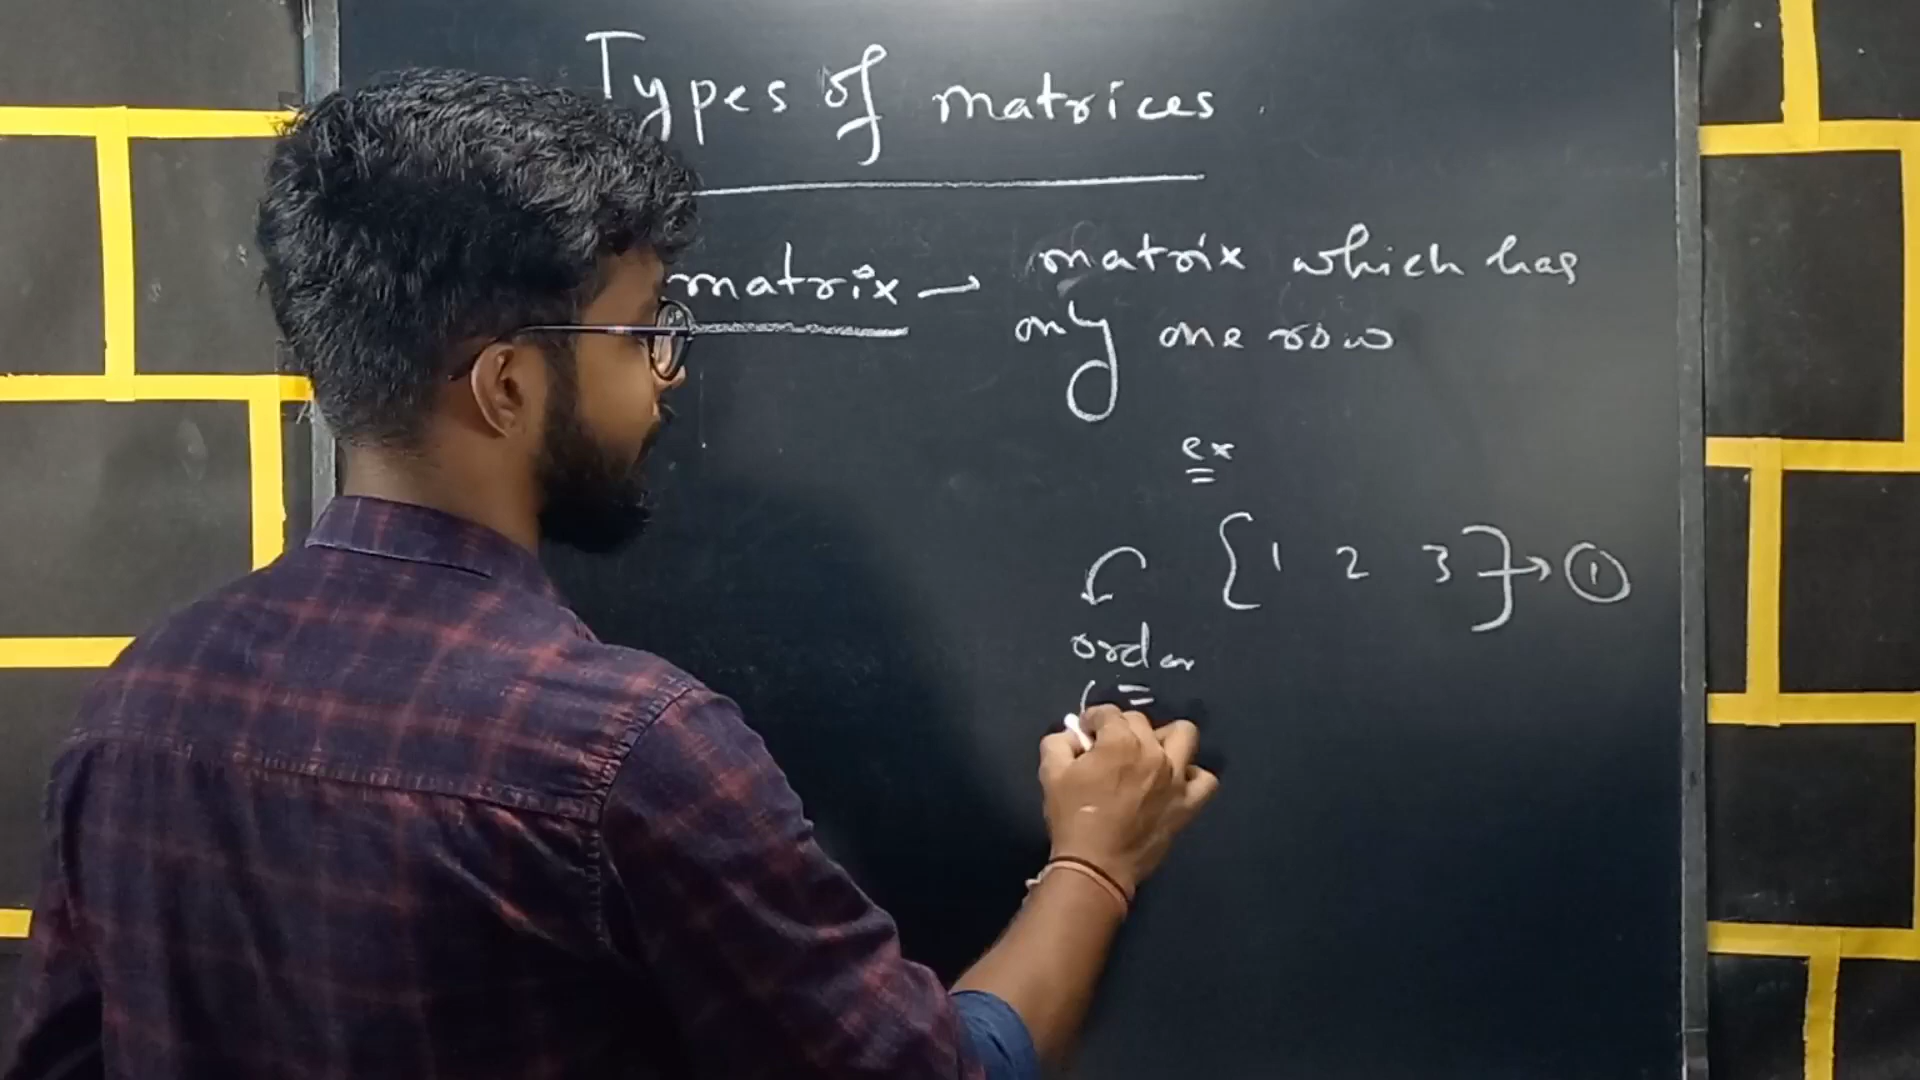 Types of matrices
matrix → matrix which has
only one row
ex
{ 1 2 3 } → ①
order
(